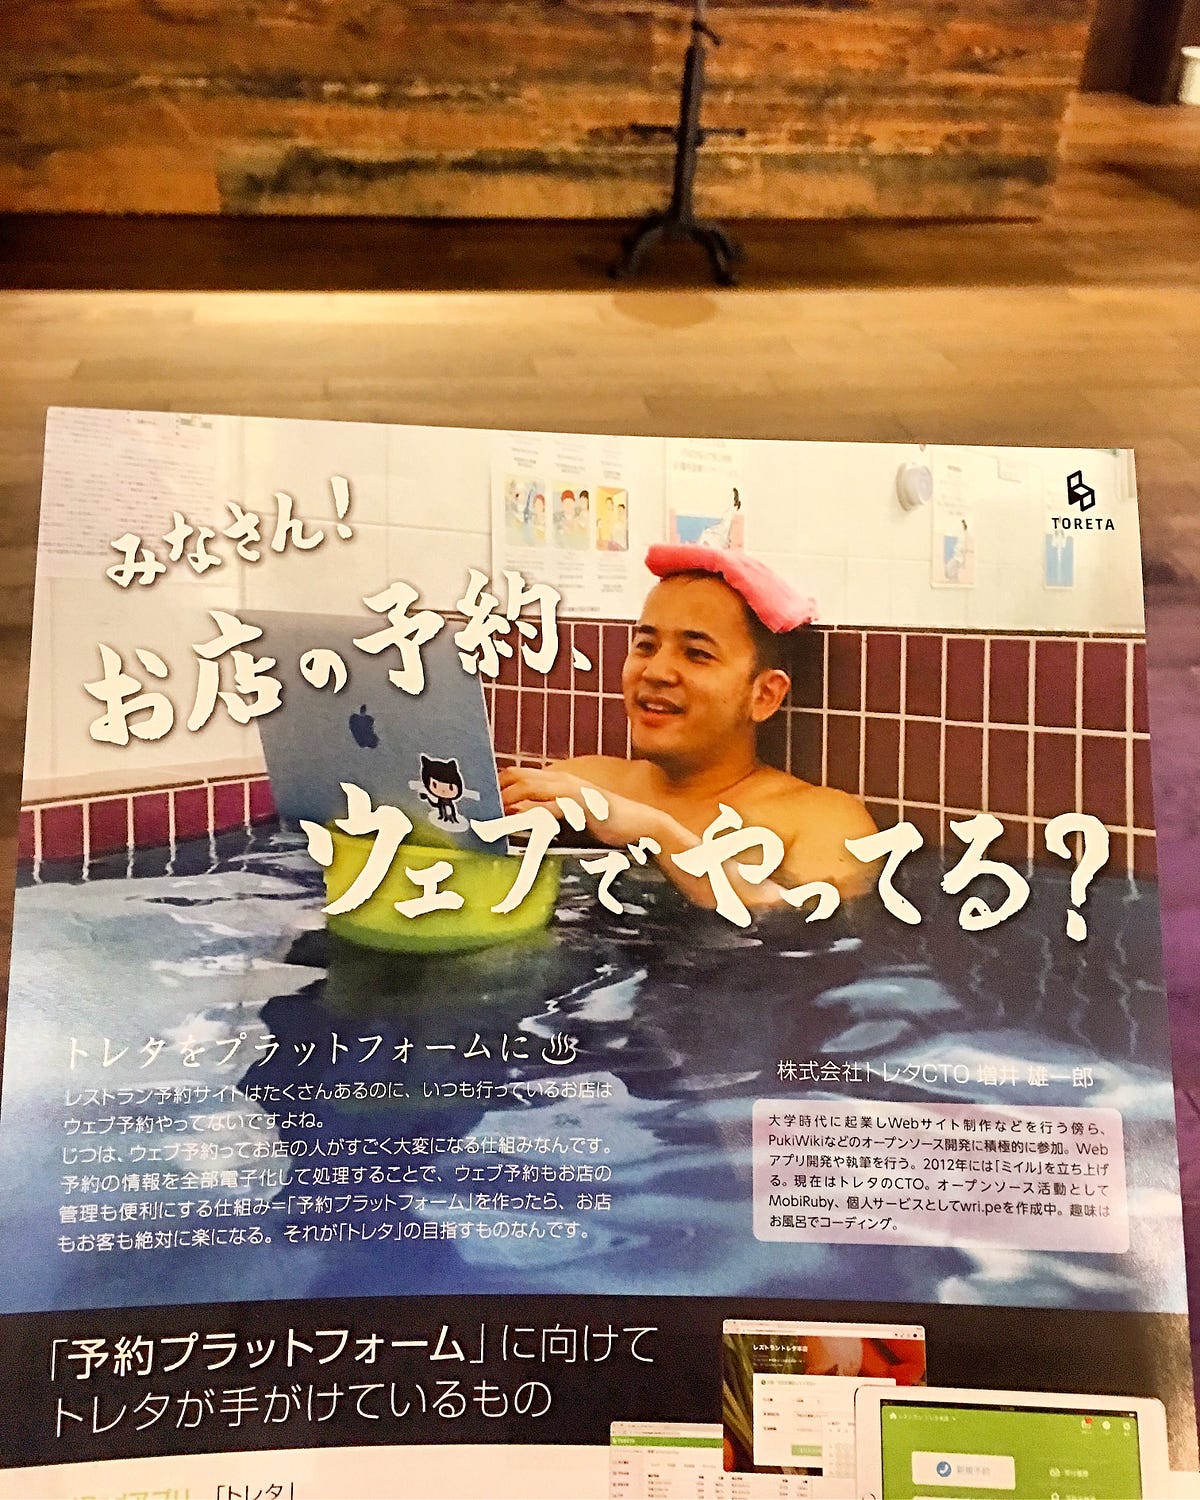 みなさん!
TORETA
お店の予約、
ウェブでやってる?
トレタをプラットフォームに♨
レストラン予約サイトはたくさんあるのに、いつも行っているお店は
ウェブ予約やってないですよね。
じつは、ウェブ予約ってお店の人がすごく大変になる仕組みなんです。
予約の情報を全部電子化して処理することで、ウェブ予約もお店の
管理も便利にする仕組み=「予約プラットフォーム」を作ったら、お店
もお客も絶対に楽になる。それが「トレタ」の目指すものなんです。
株式会社トレタCTO 増井 雄一郎
大学時代に起業しWebサイト制作などを行う傍ら、
PukiWikiなどのオープンソース開発に積極的に参加。Web
アプリ開発や執筆を行う。2012年には「ミイル」を立ち上げ
る。現在はトレタのCTO。オープンソース活動として
MobiRuby、個人サービスとしてwri.peを作成中。趣味は
お風呂でコーディング。
「予約プラットフォーム」に向けて
トレタが手がけているもの
レストラントレタ本店
TORETA
新規予約
「トレタ」